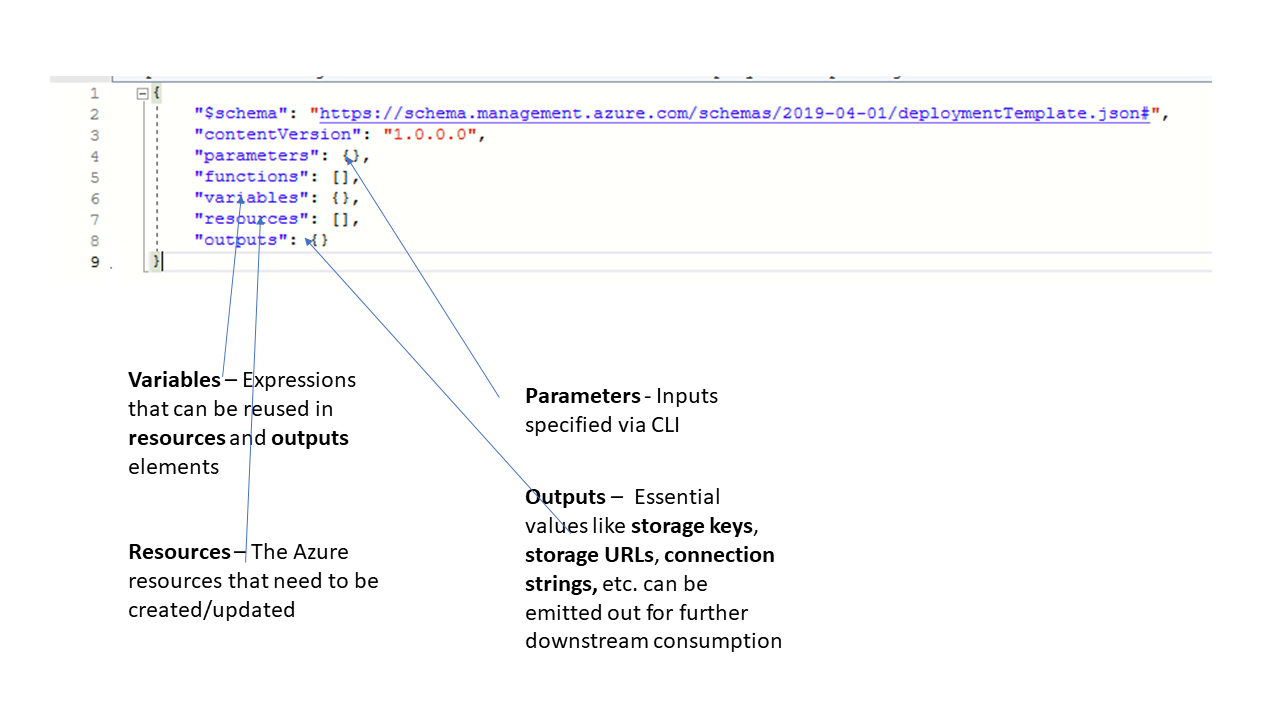 1 {
2 "$schema": "https://schema.management.azure.com/schemas/2019-04-01/deploymentTemplate.json#",
3 "contentVersion": "1.0.0.0",
4 "parameters": {},
5 "functions": [],
6 "variables": {},
7 "resources": [],
8 "outputs": {}
9 }
Variables – Expressions
that can be reused in
resources and outputs
elements
Resources – The Azure
resources that need to be
created/updated
Parameters - Inputs
specified via CLI
Outputs – Essential
values like storage keys,
storage URLs, connection
strings, etc. can be
emitted out for further
downstream consumption